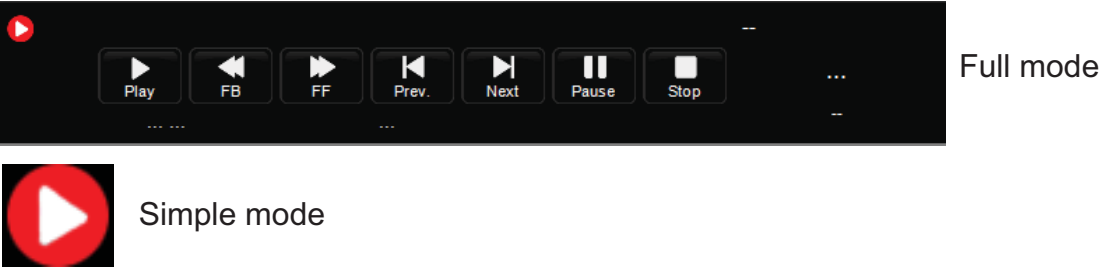 --
Play FB FF Prev. Next Pause Stop
...
Full mode
--
... ... ...
Simple mode